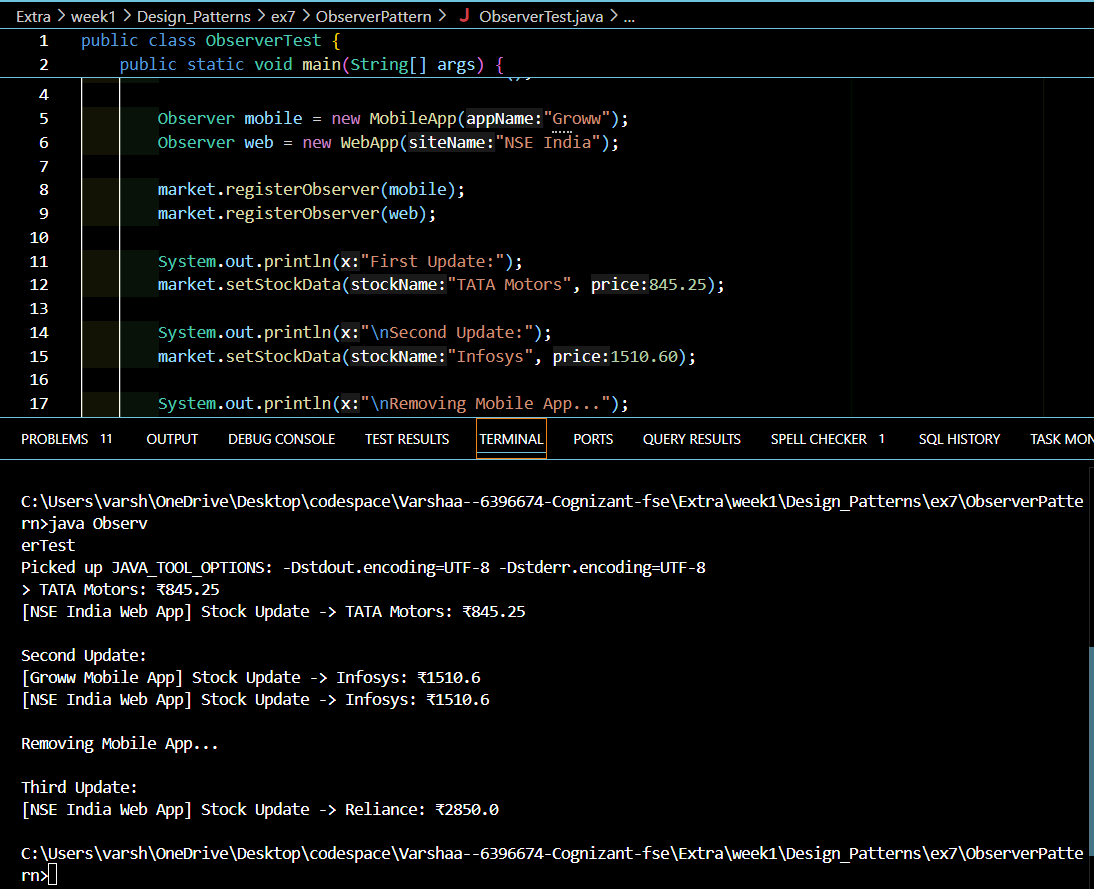 Extra > week1 > Design_Patterns > ex7 > ObserverPattern > J ObserverTest.java > ...
1 public class ObserverTest {
2 public static void main(String[] args) {
4
5 Observer mobile = new MobileApp(appName:"Groww");
6 Observer web = new WebApp(siteName:"NSE India");
7
8 market.registerObserver(mobile);
9 market.registerObserver(web);
10
11 System.out.println(x:"First Update:");
12 market.setStockData(stockName:"TATA Motors", price:845.25);
13
14 System.out.println(x:"\nSecond Update:");
15 market.setStockData(stockName:"Infosys", price:1510.60);
16
17 System.out.println(x:"\nRemoving Mobile App...");
PROBLEMS 11 OUTPUT DEBUG CONSOLE TEST RESULTS TERMINAL PORTS QUERY RESULTS SPELL CHECKER 1 SQL HISTORY TASK MON
C:\Users\varsh\OneDrive\Desktop\codespace\Varshaa--6396674-Cognizant-fse\Extra\week1\Design_Patterns\ex7\ObserverPatte
rn>java Observ
erTest
Picked up JAVA_TOOL_OPTIONS: -Dstdout.encoding=UTF-8 -Dstderr.encoding=UTF-8
> TATA Motors: ₹845.25
[NSE India Web App] Stock Update -> TATA Motors: ₹845.25
Second Update:
[Groww Mobile App] Stock Update -> Infosys: ₹1510.6
[NSE India Web App] Stock Update -> Infosys: ₹1510.6
Removing Mobile App...
Third Update:
[NSE India Web App] Stock Update -> Reliance: ₹2850.0
C:\Users\varsh\OneDrive\Desktop\codespace\Varshaa--6396674-Cognizant-fse\Extra\week1\Design_Patterns\ex7\ObserverPatte
rn>